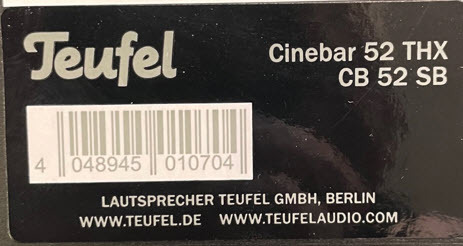 Teufel
Cinebar 52 THX
CB 52 SB
4 048945 010704
LAUTSPRECHER TEUFEL GMBH, BERLIN
WWW.TEUFEL.DE WWW.TEUFELAUDIO.COM